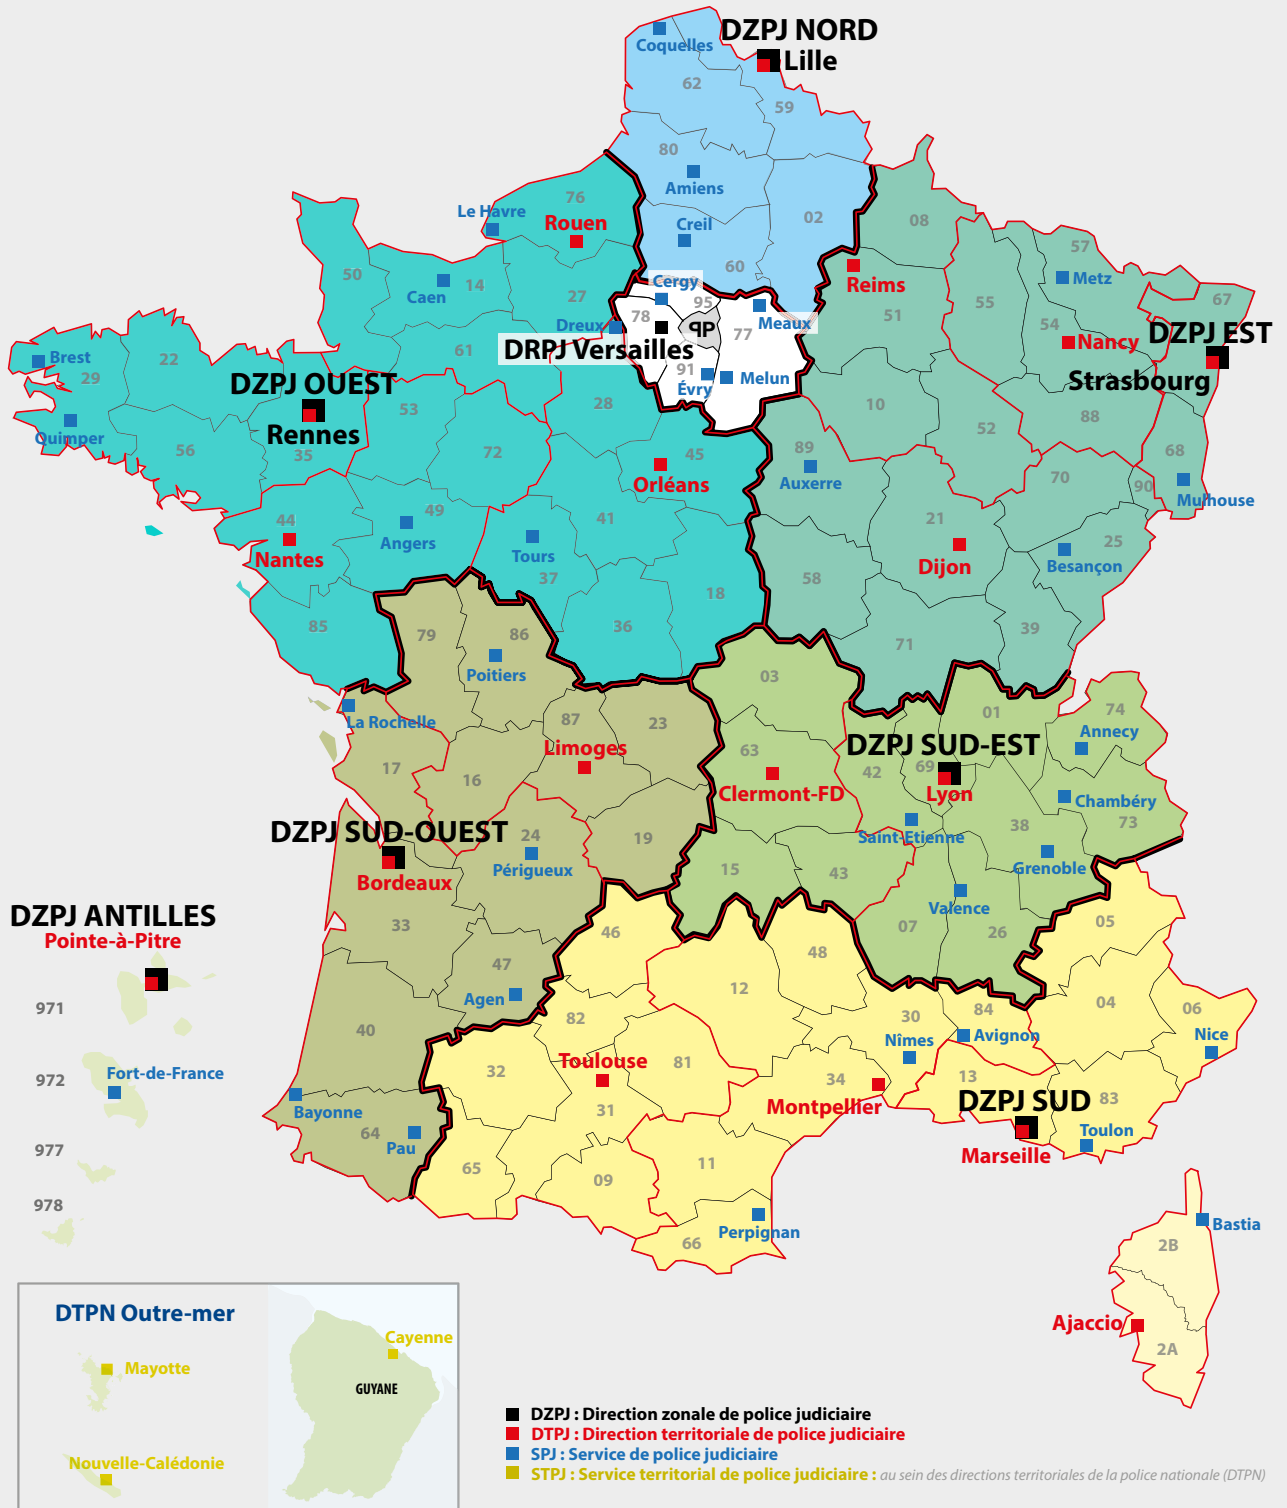 DZPJ NORD
Lille
Coquelles
62
59
80
Amiens
02
Creil
60
76
Le Havre
Rouen
50
14
Caen
27
08
57
Metz
Reims
55
67
51
54
DZPJ EST
Nancy
Strasbourg
Cergy
95
78
PP
77
Meaux
Dreux
DRPJ Versailles
91
Évry
Melun
61
Brest
29
22
DZPJ OUEST
Rennes
35
53
28
Quimper
56
72
45
Orléans
10
52
88
68
89
Auxerre
70
90
Mulhouse
44
Nantes
49
Angers
41
Tours
37
21
Dijon
25
Besançon
58
18
85
36
39
71
79
86
Poitiers
03
01
74
Annecy
La Rochelle
87
23
Limoges
63
Clermont-FD
DZPJ SUD-EST
42
69
Lyon
17
16
Chambéry
73
DZPJ SUD-OUEST
Bordeaux
24
Périgueux
19
Saint-Etienne
38
Grenoble
15
43
Valence
07
26
33
46
48
05
47
Agen
12
DZPJ ANTILLES
Pointe-à-Pitre
971
40
82
30
Nîmes
84
Avignon
04
06
Nice
972
Fort-de-France
32
Toulouse
31
81
34
Montpellier
13
DZPJ SUD
Marseille
83
Toulon
Bayonne
64
Pau
977
65
09
11
978
66
Perpignan
2B
Bastia
Ajaccio
2A
DTPN Outre-mer
Mayotte
Nouvelle-Calédonie
Cayenne
GUYANE
DZPJ : Direction zonale de police judiciaire
DTPJ : Direction territoriale de police judiciaire
SPJ : Service de police judiciaire
STPJ : Service territorial de police judiciaire : au sein des directions territoriales de la police nationale (DTPN)